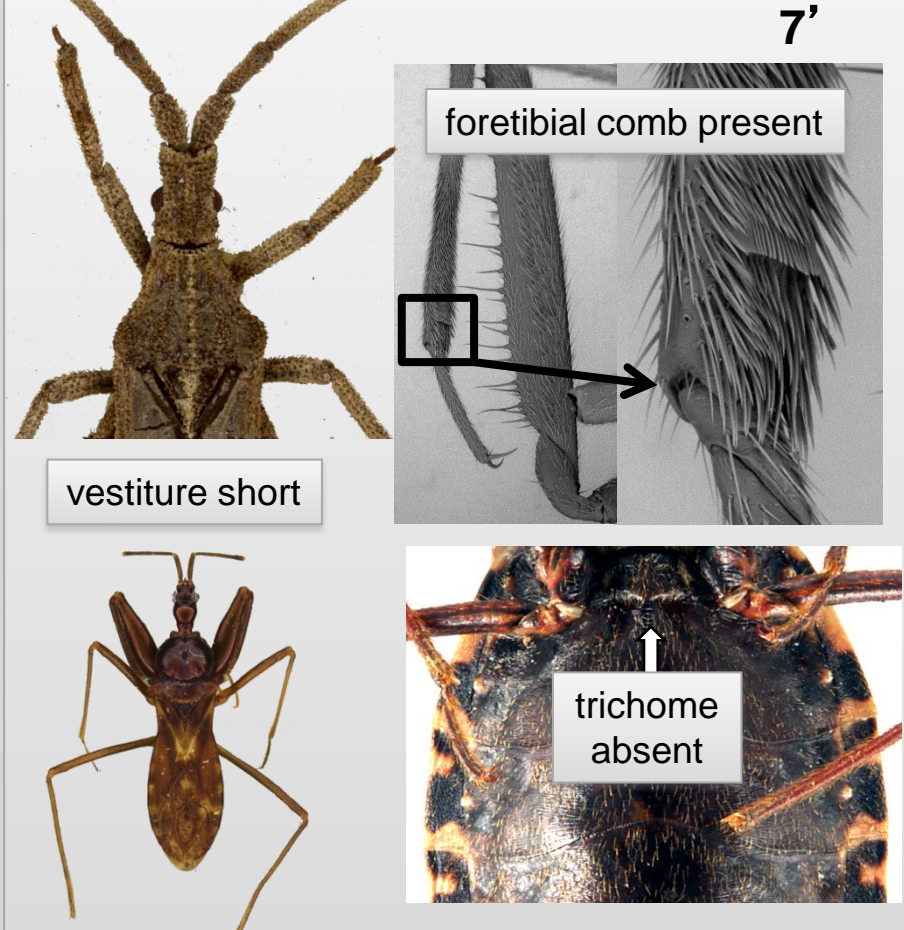 7’
foretibial comb present
vestiture short
trichome
absent